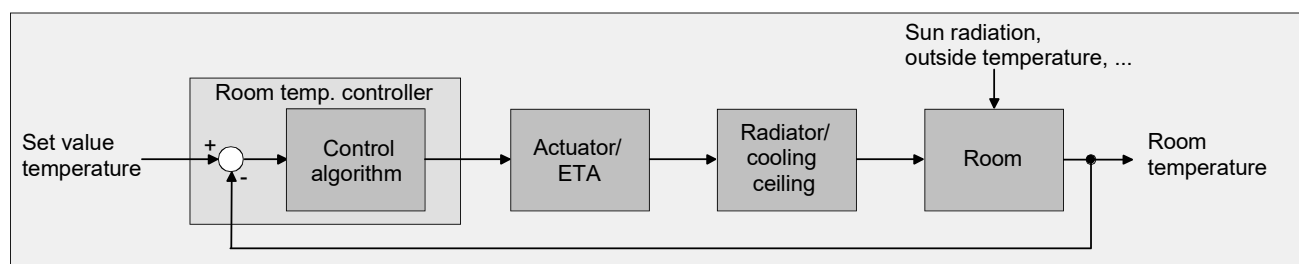 Sun radiation,
outside temperature, ...
Room temp. controller
Set value
temperature
+
-
Control
algorithm
Actuator/
ETA
Radiator/
cooling
ceiling
Room
Room
temperature